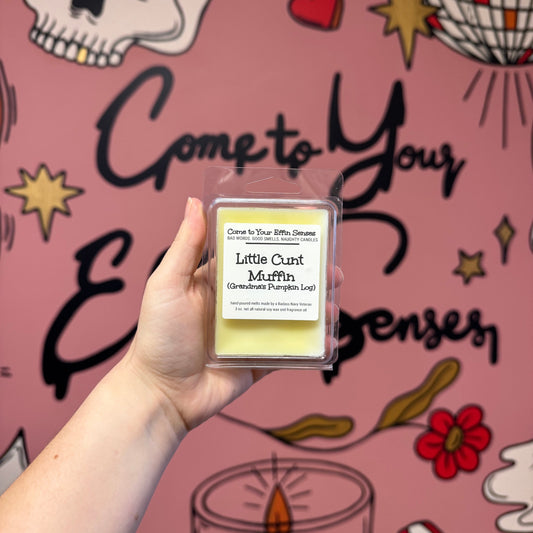 Come to Your
Effin Senses
Come to Your Effin Senses
BAD WORDS. GOOD SMELLS. NAUGHTY CANDLES
Little Cunt
Muffin
(Grandma's Pumpkin Log)
hand poured melts made by a Badass Navy Veteran
3 oz. net all natural soy wax and fragrance oil